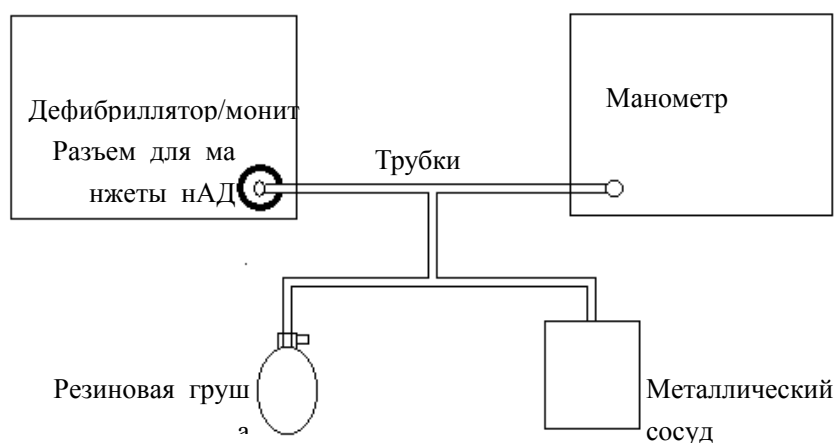 Манометр
Дефибриллятор/монит
Разъем для ма
нжеты нАД
Трубки
Резиновая груш
а
Металлический
сосуд